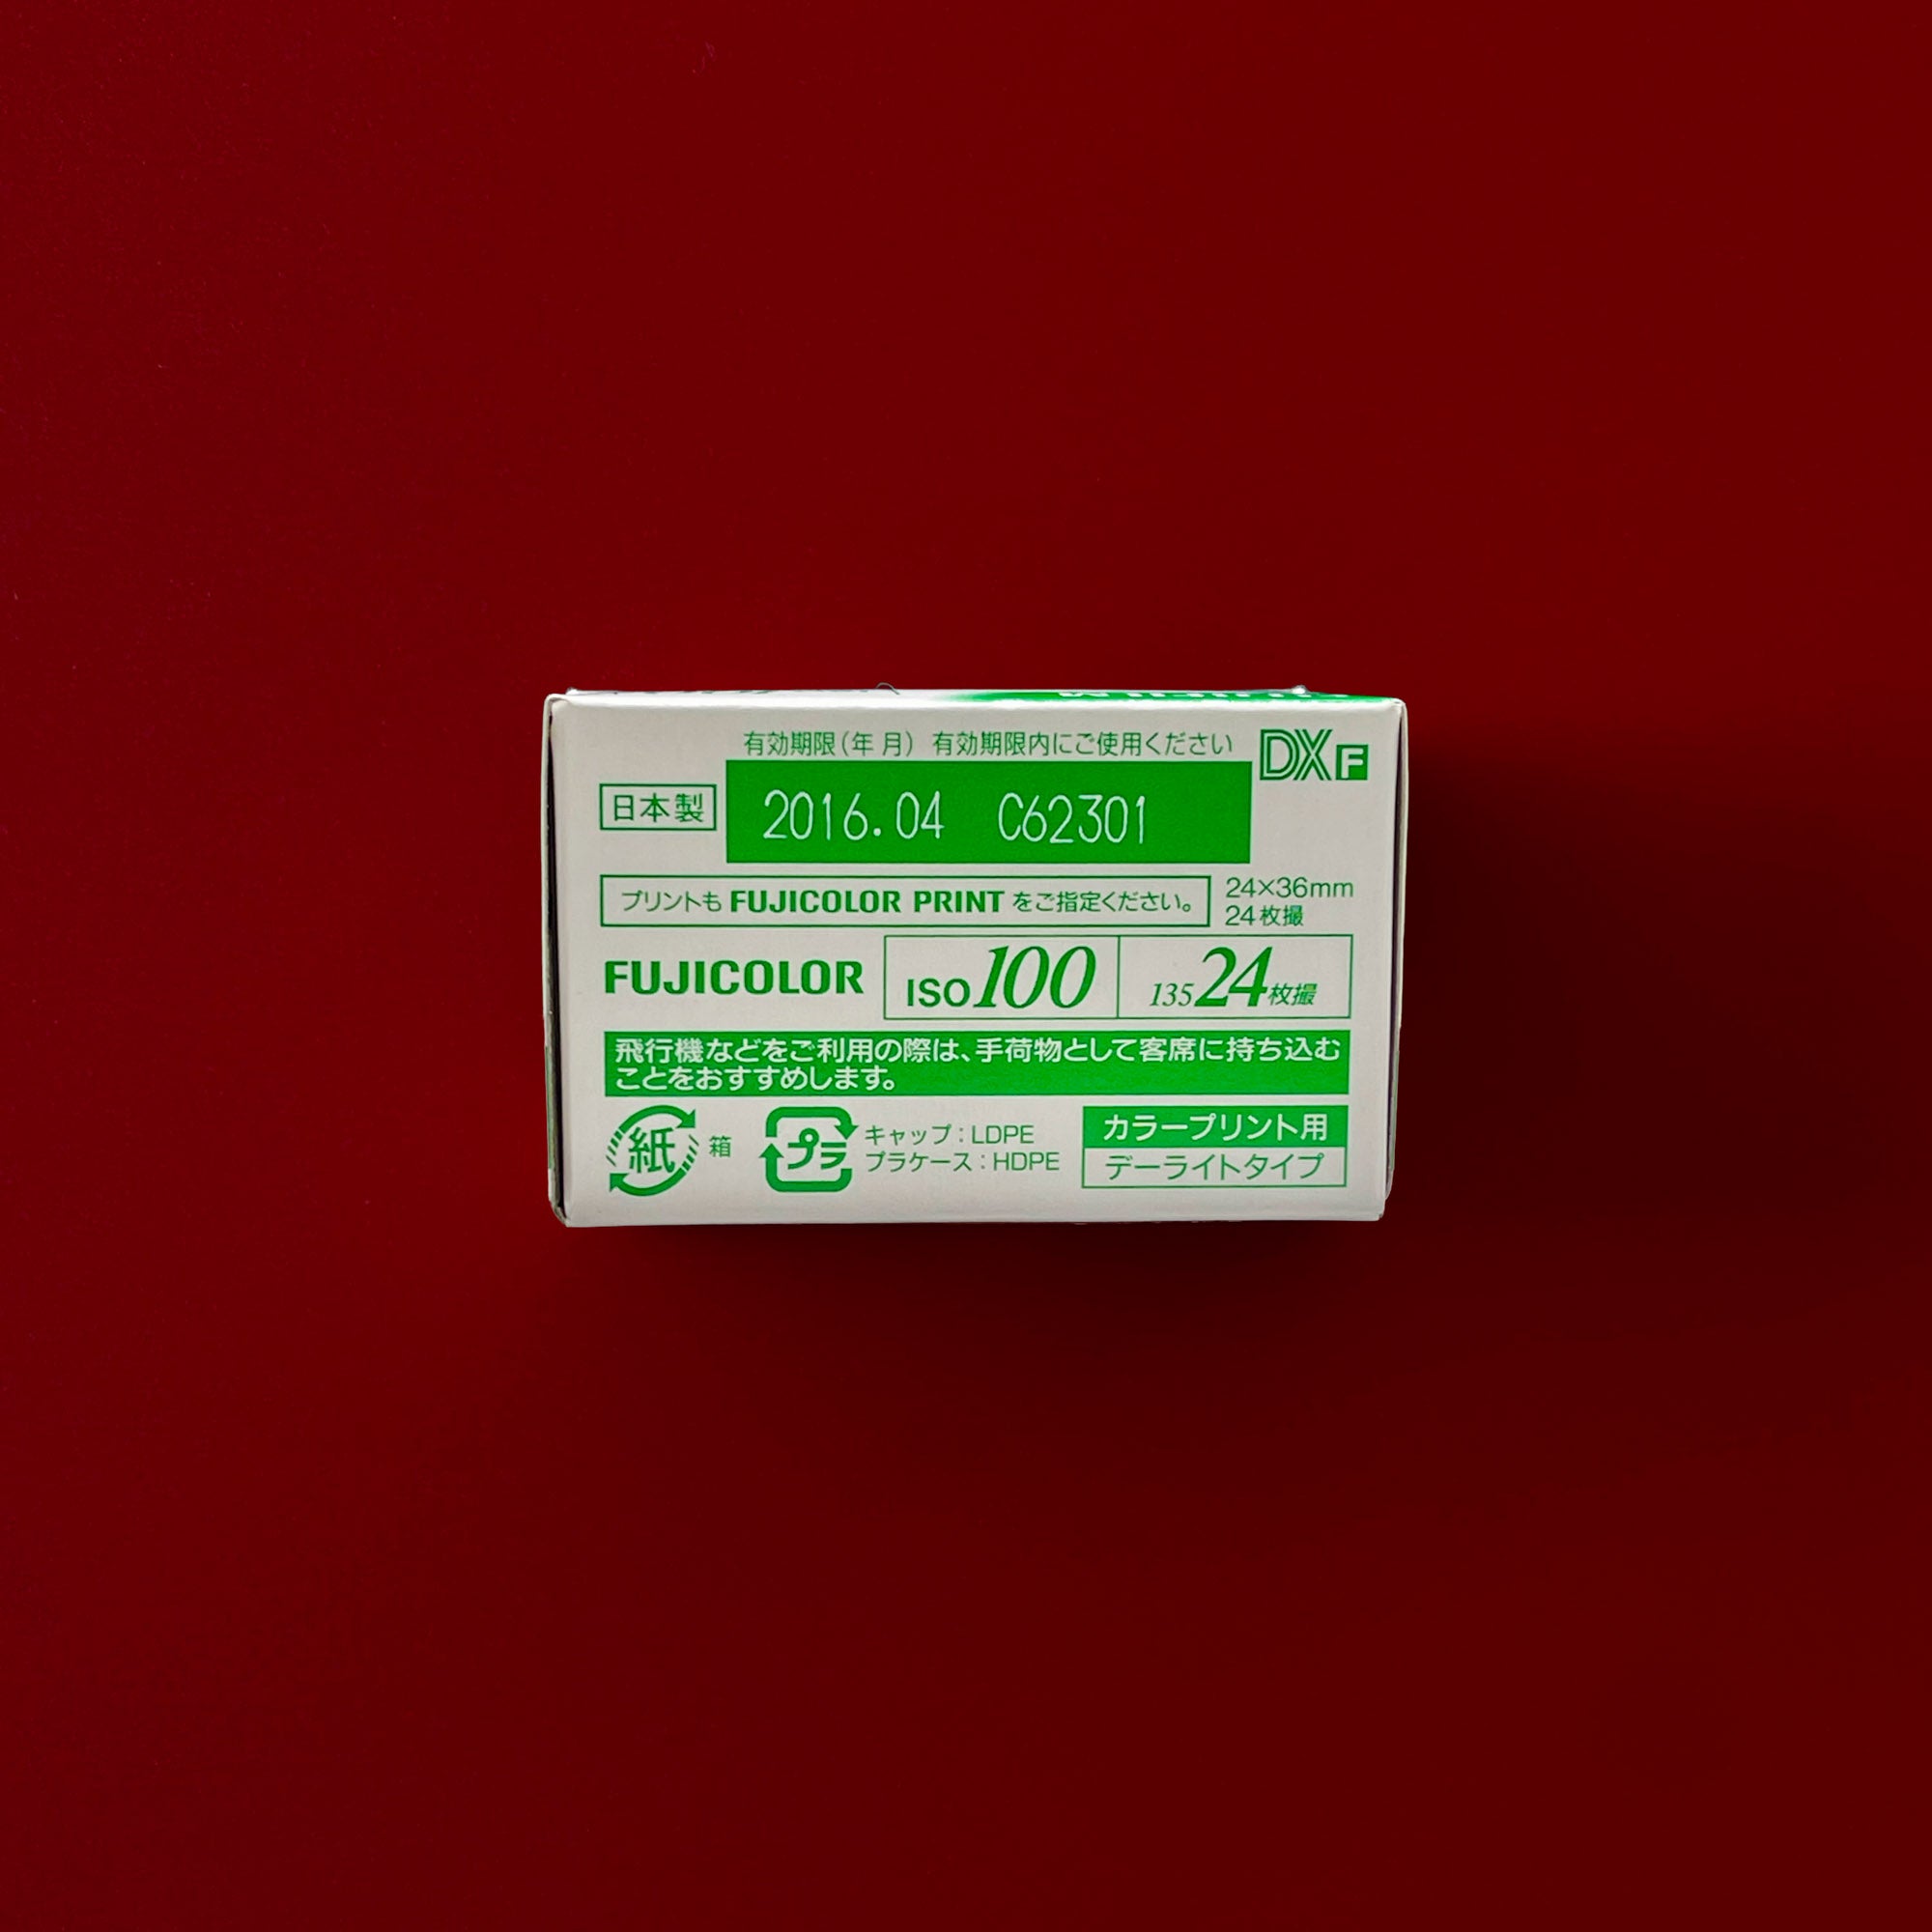 有効期限(年 月) 有効期限内にご使用ください
DXF
日本製
2016.04 C62301
プリントも FUJICOLOR PRINT をご指定ください。
24×36mm
24枚撮
FUJICOLOR
ISO100
135 24枚撮
飛行機などをご利用の際は、手荷物として客席に持ち込む
ことをおすすめします。
紙 箱
プラ
キャップ:LDPE
プラケース:HDPE
カラープリント用
デーライトタイプ